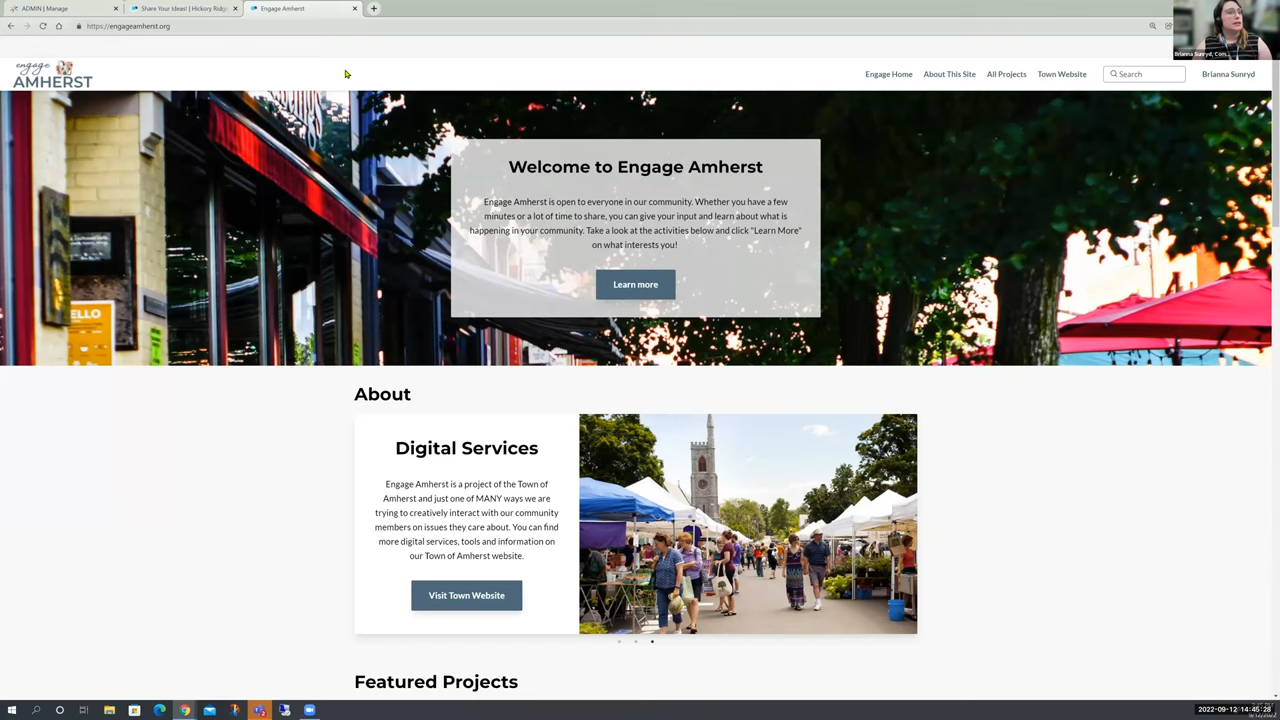 ADMIN | Manage
Share Your Ideas! | Hickory Ridge
Engage Amherst
https://engageamherst.org
Brianna Sunryd, Com...
engage
AMHERST
Engage Home
About This Site
All Projects
Town Website
Search
Brianna Sunryd
Welcome to Engage Amherst
Engage Amherst is open to everyone in our community. Whether you have a few
minutes or a lot of time to share, you can give your input and learn about what is
happening in your community. Take a look at the activities below and click "Learn More"
on what interests you!
Learn more
About
Digital Services
Engage Amherst is a project of the Town of
Amherst and just one of MANY ways we are
trying to creatively interact with our community
members on issues they care about. You can find
more digital services, tools and information on
our Town of Amherst website.
Visit Town Website
Featured Projects
2022-09-12 14:45:28